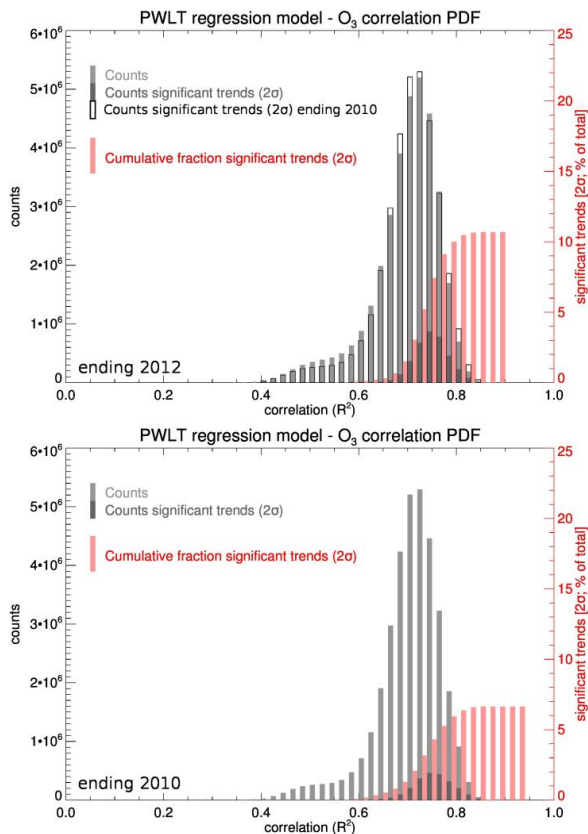 PWLT regression model - O₃ correlation PDF
6•10⁶
5•10⁶
4•10⁶
3•10⁶
2•10⁶
1•10⁶
0
counts
Counts
Counts significant trends (2σ)
Counts significant trends (2σ) ending 2010
Cumulative fraction significant trends (2σ)
ending 2012
25
20
15
10
5
0
significant trends [2σ; % of total]
0.0 0.2 0.4 0.6 0.8 1.0
correlation (R²)
PWLT regression model - O₃ correlation PDF
6•10⁶
5•10⁶
4•10⁶
3•10⁶
2•10⁶
1•10⁶
0
counts
Counts
Counts significant trends (2σ)
Cumulative fraction significant trends (2σ)
ending 2010
25
20
15
10
5
0
significant trends [2σ; % of total]
0.0 0.2 0.4 0.6 0.8 1.0
correlation (R²)